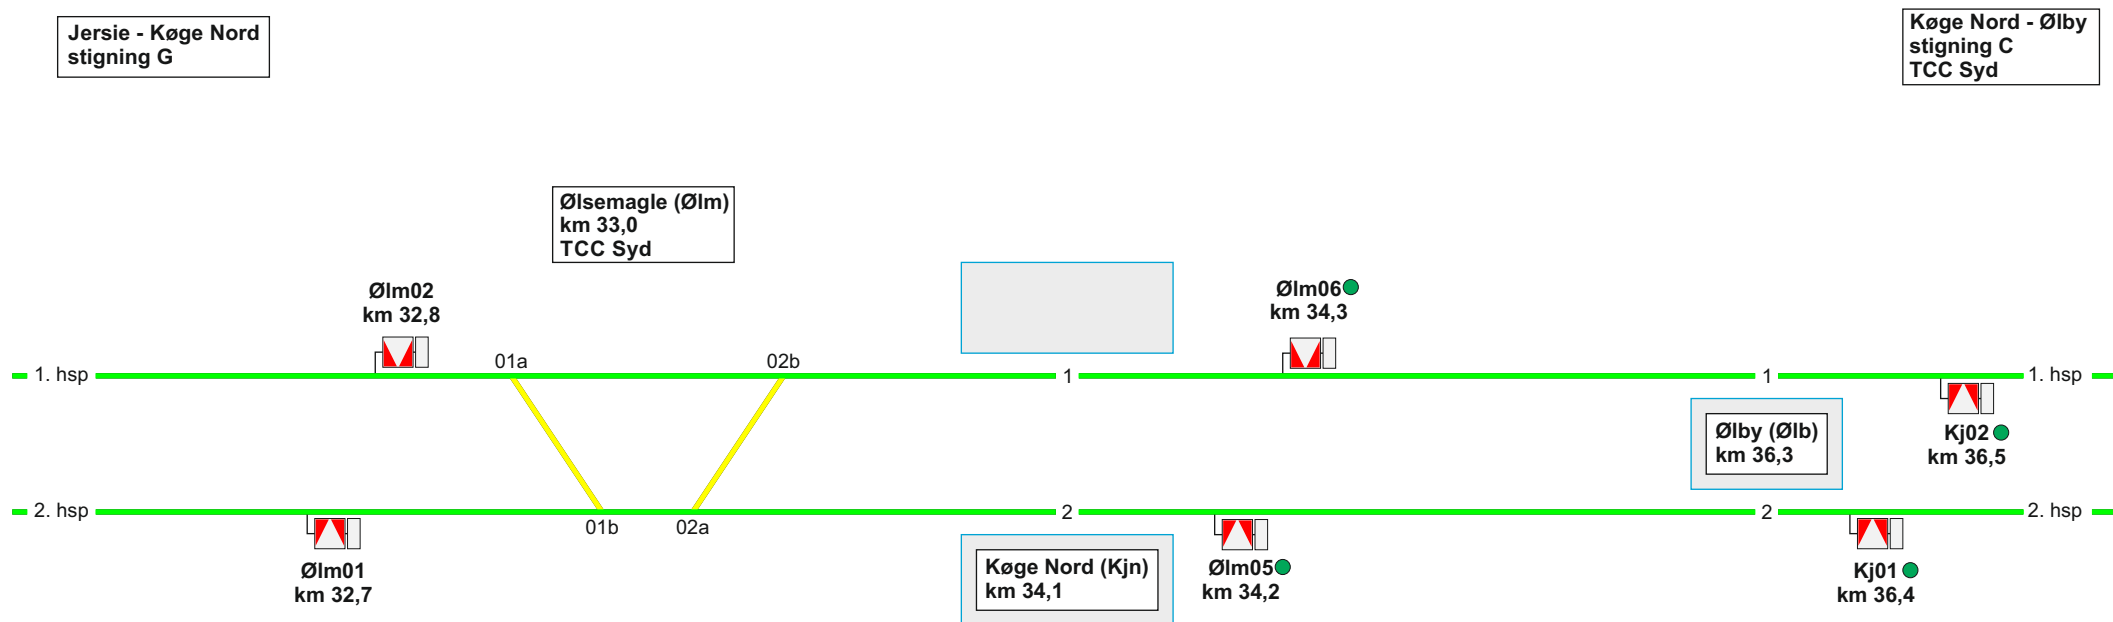 Jersie - Køge Nord
stigning G
Køge Nord - Ølby
stigning C
TCC Syd
Ølsemagle (Ølm)
km 33,0
TCC Syd
Ølm02
km 32,8
Ølm06
km 34,3
01a
02b
1. hsp
1
1
1. hsp
Ølby (Ølb)
km 36,3
Kj02
km 36,5
2. hsp
2
2
2. hsp
01b
02a
Ølm01
km 32,7
Køge Nord (Kjn)
km 34,1
Ølm05
km 34,2
Kj01
km 36,4